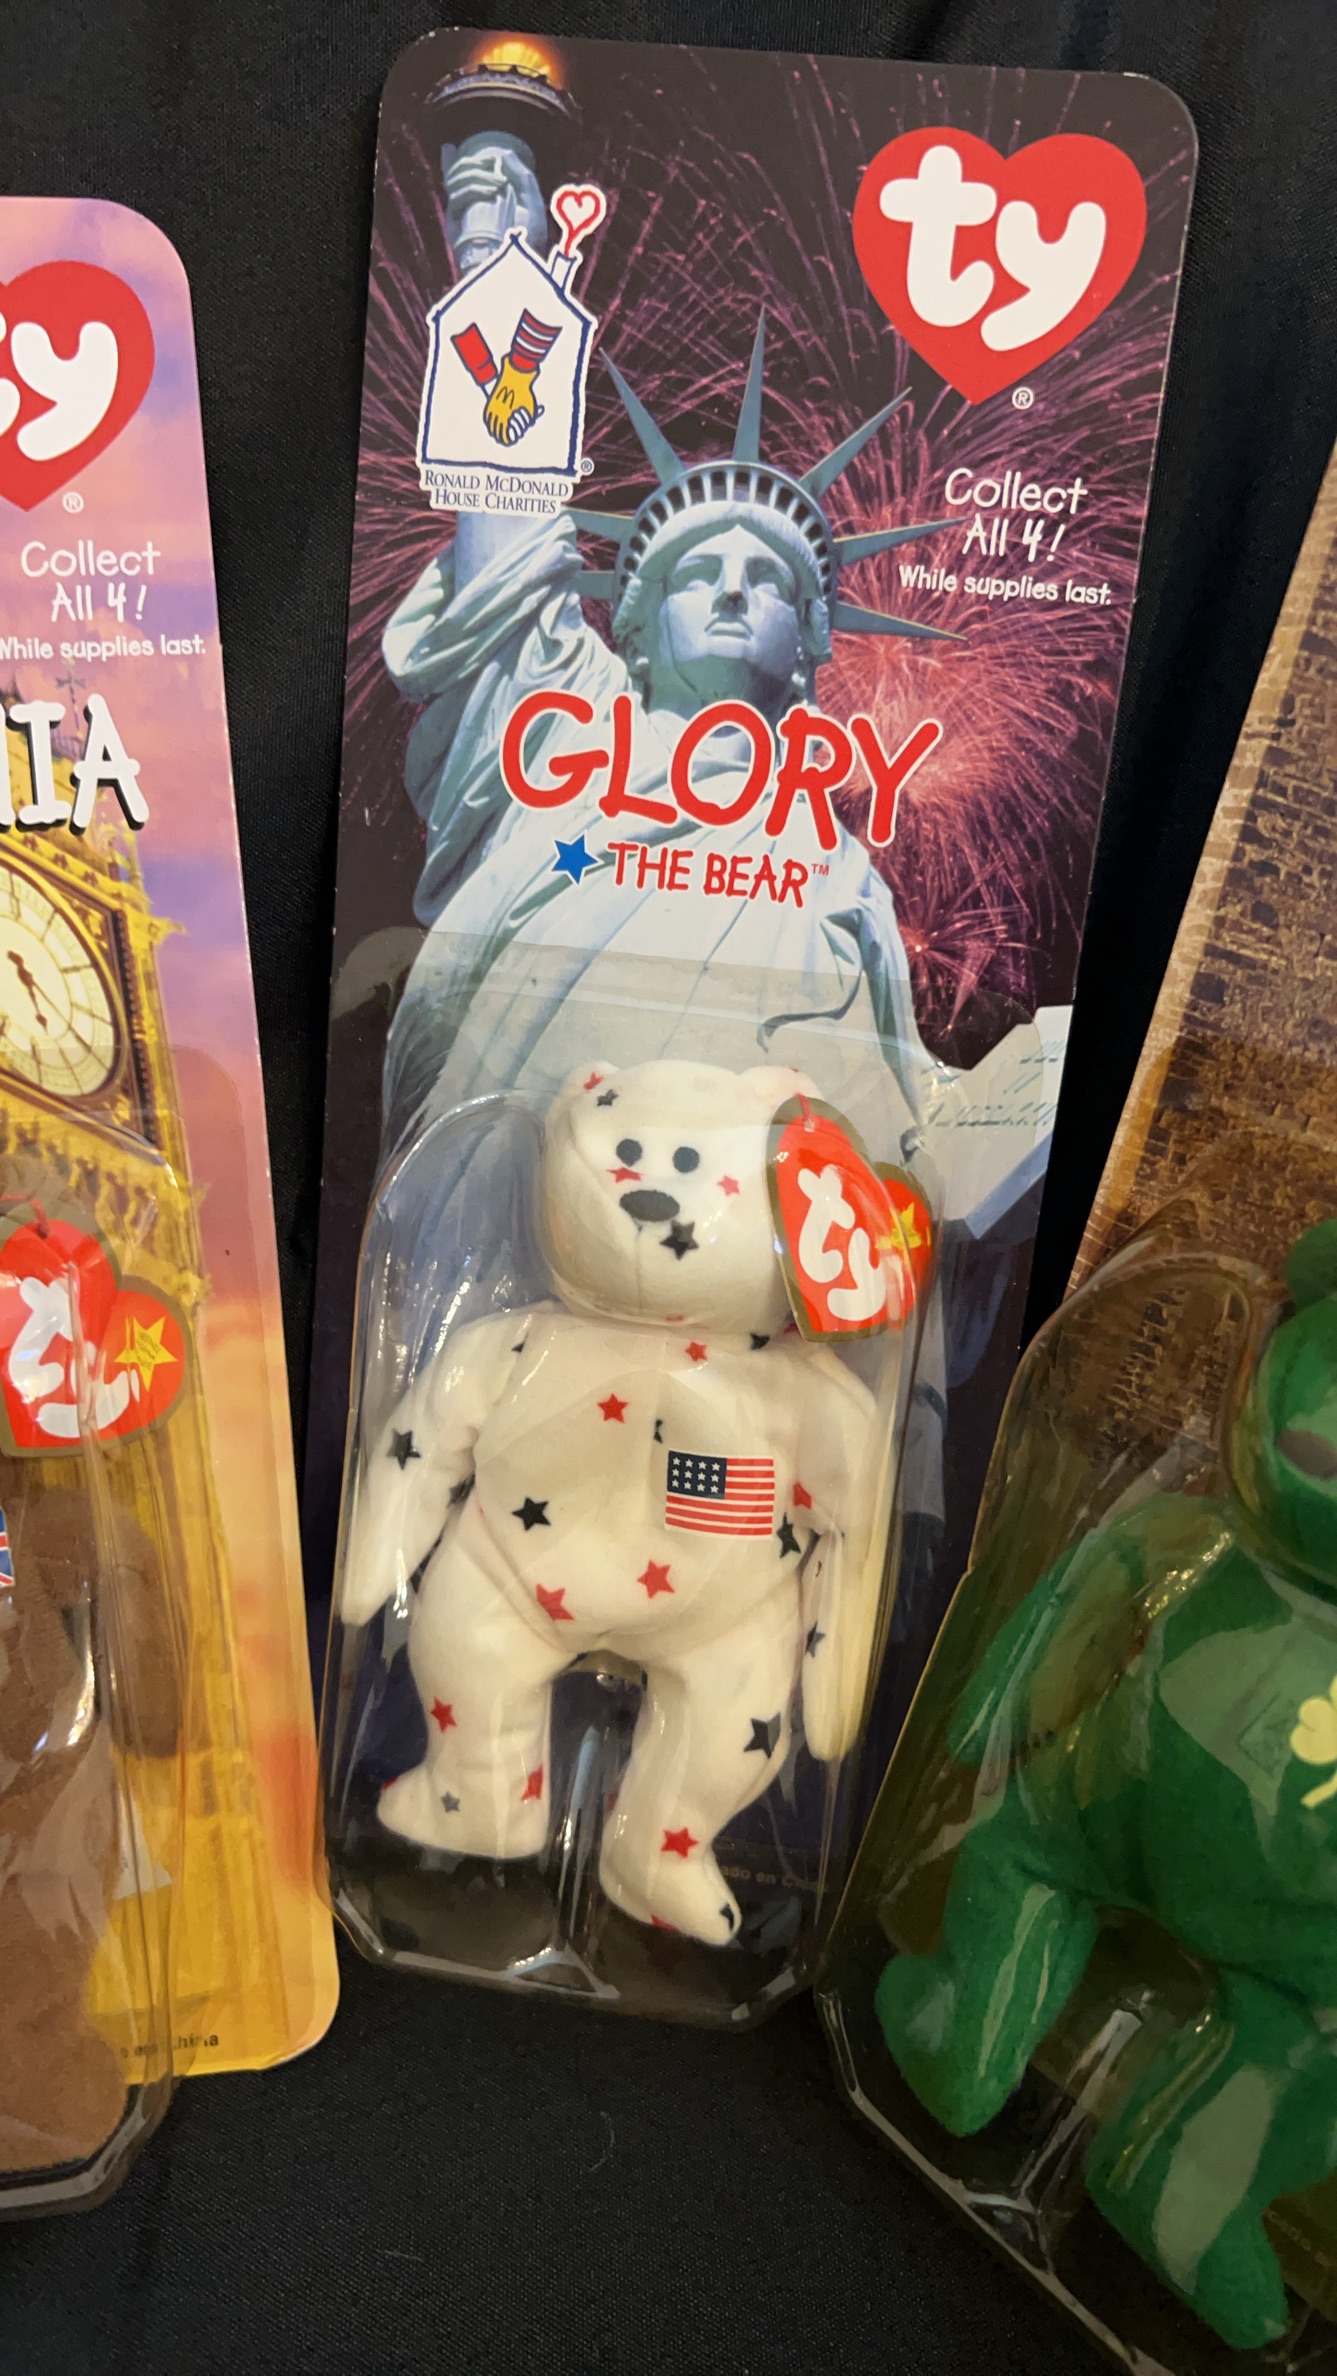 ty
®
Collect
All 4!
While supplies last.
IA
ty
ty
®
RONALD McDONALD
HOUSE CHARITIES
®
Collect
All 4!
While supplies last.
GLORY
THE BEAR™
ty